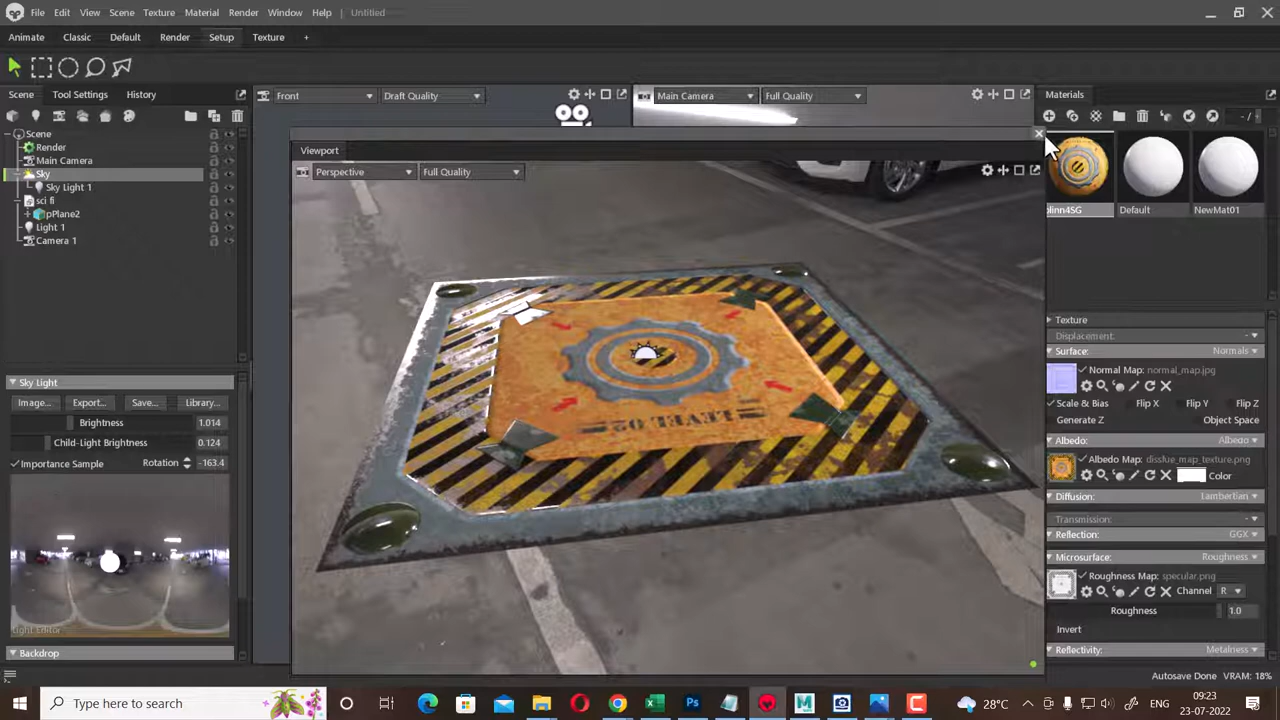 File Edit View Scene Texture Material Render Window Help Untitled
Animate Classic Default Render Setup Texture +
Scene Tool Settings History
Front Draft Quality
Main Camera Full Quality
Materials
Scene
Render
Main Camera
Sky
Sky Light 1
sci fi
pPlane2
Light 1
Camera 1
Viewport
Perspective Full Quality
LEVEL 02
blinn4SG Default NewMat01
Sky Light
Image... Export... Save... Library...
Brightness 1.014
Child-Light Brightness 0.124
Importance Sample Rotation -163.4
Light Editor
Backdrop
Texture
Displacement:
Surface: Normals
Normal Map: normal_map.jpg
Scale & Bias Flip X Flip Y Flip Z
Generate Z Object Space
Albedo: Albedo
Albedo Map: dissfue_map_texture.png
Color
Diffusion: Lambertian
Transmission:
Reflection: GGX
Microsurface: Roughness
Roughness Map: specular.png
Channel R
Roughness 1.0
Invert
Reflectivity: Metalness
Autosave Done VRAM: 18%
Type here to search
28°C ENG 09:23
23-07-2022